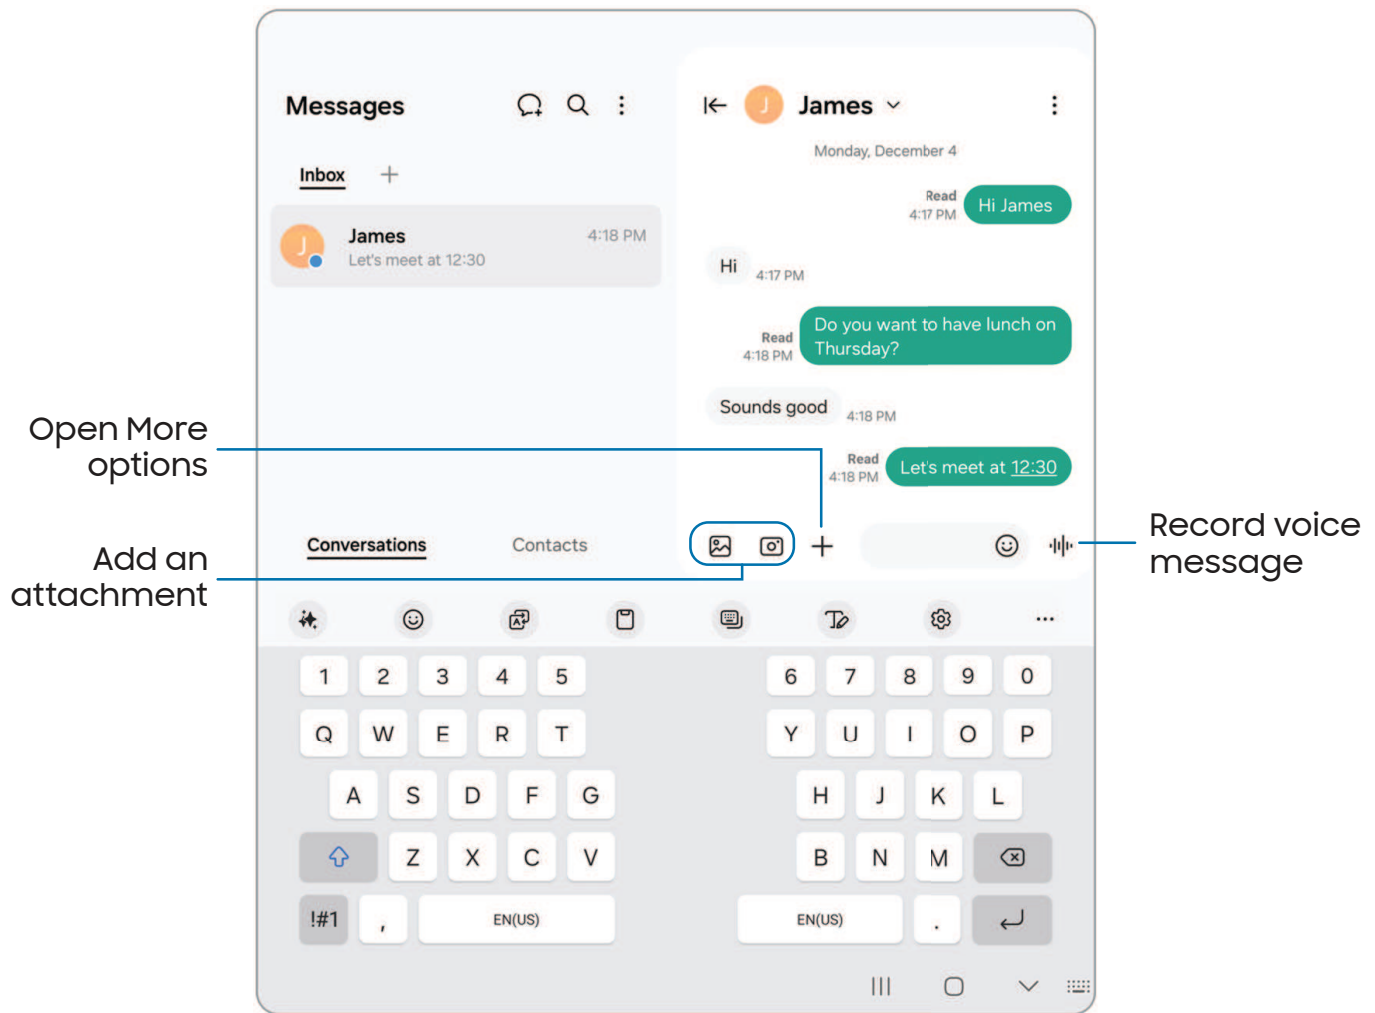 Messages
Inbox
James
4:18 PM
Let's meet at 12:30
Conversations
Contacts
J
James
Monday, December 4
Read
4:17 PM
Hi James
Hi
4:17 PM
Do you want to have lunch on
Thursday?
Read
4:18 PM
Sounds good
4:18 PM
Read
4:18 PM
Let's meet at 12:30
Open More
options
Add an
attachment
Record voice
message
1 2 3 4 5 6 7 8 9 0
Q W E R T Y U I O P
A S D F G H J K L
Z X C V B N M
!#1 , EN(US) EN(US) .